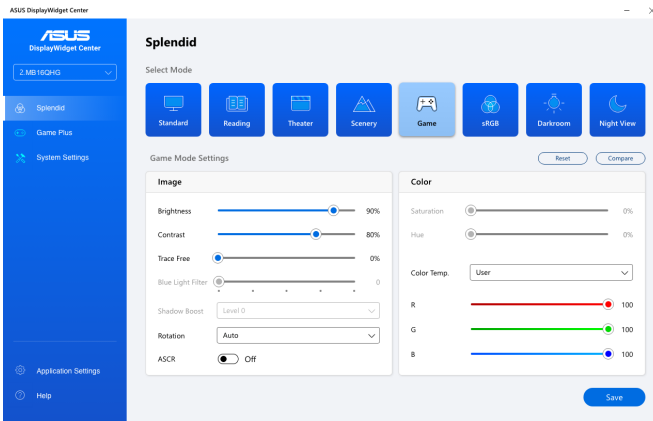 ASUS DisplayWidget Center
ASUS
DisplayWidget Center
2.MB16QHG
Splendid
Game Plus
System Settings
Application Settings
Help
Splendid
Select Mode
Standard
Reading
Theater
Scenery
Game
sRGB
Darkroom
Night View
Game Mode Settings
Reset
Compare
Image
Brightness 90%
Contrast 80%
Trace Free 0%
Blue Light Filter 0
Shadow Boost Level 0
Rotation Auto
ASCR Off
Color
Saturation 0%
Hue 0%
Color Temp. User
R 100
G 100
B 100
Save